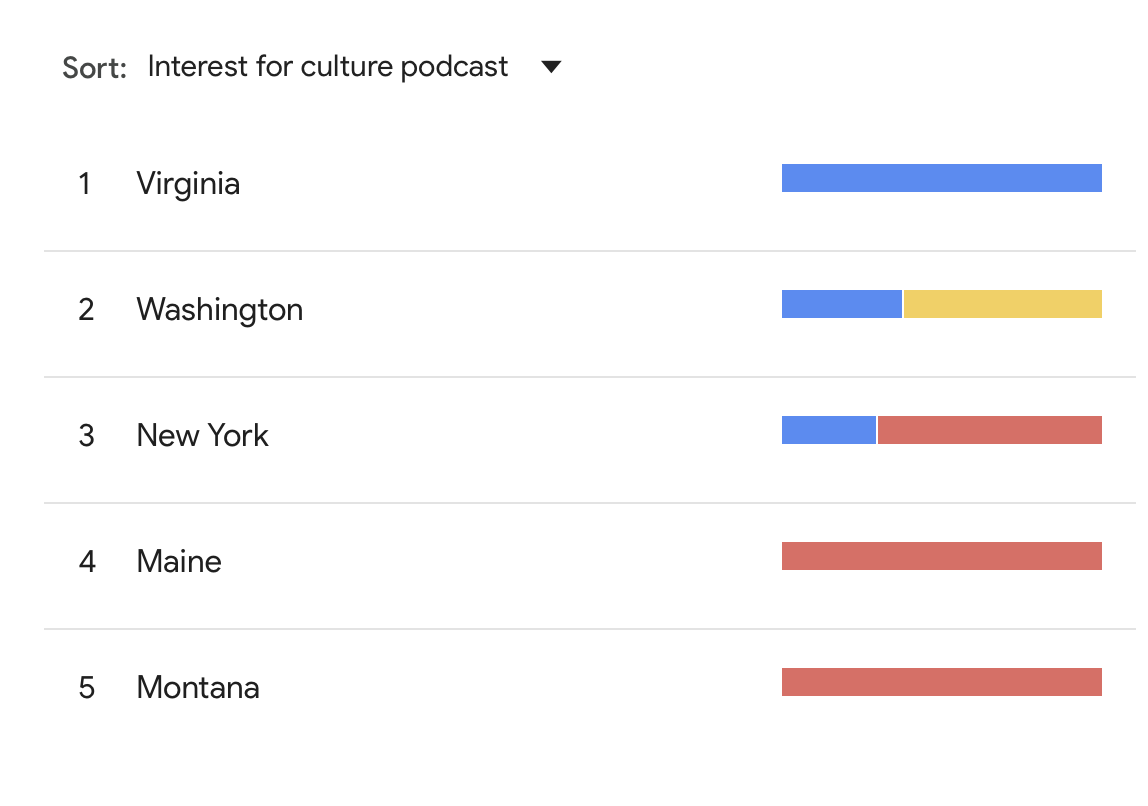 Sort: Interest for culture podcast
1 Virginia
2 Washington
3 New York
4 Maine
5 Montana